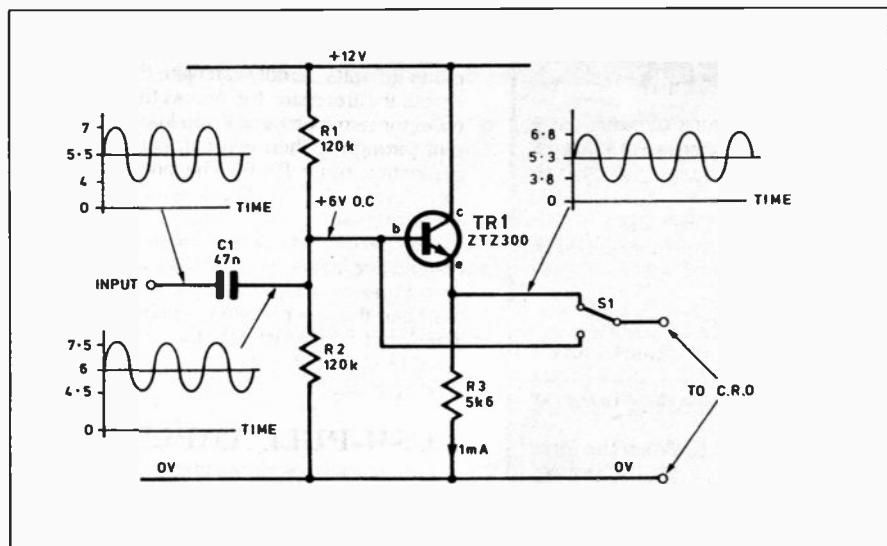 +12V
7
5·5
4
0
TIME
R1
120k
6·8
5·3
3·8
0
TIME
+6V O.C
b
c
e
TR1
ZTZ300
C1
47n
INPUT
S1
7·5
6
4·5
0
TIME
R2
120k
R3
5k6
TO C.R.O
1mA
0V
0V